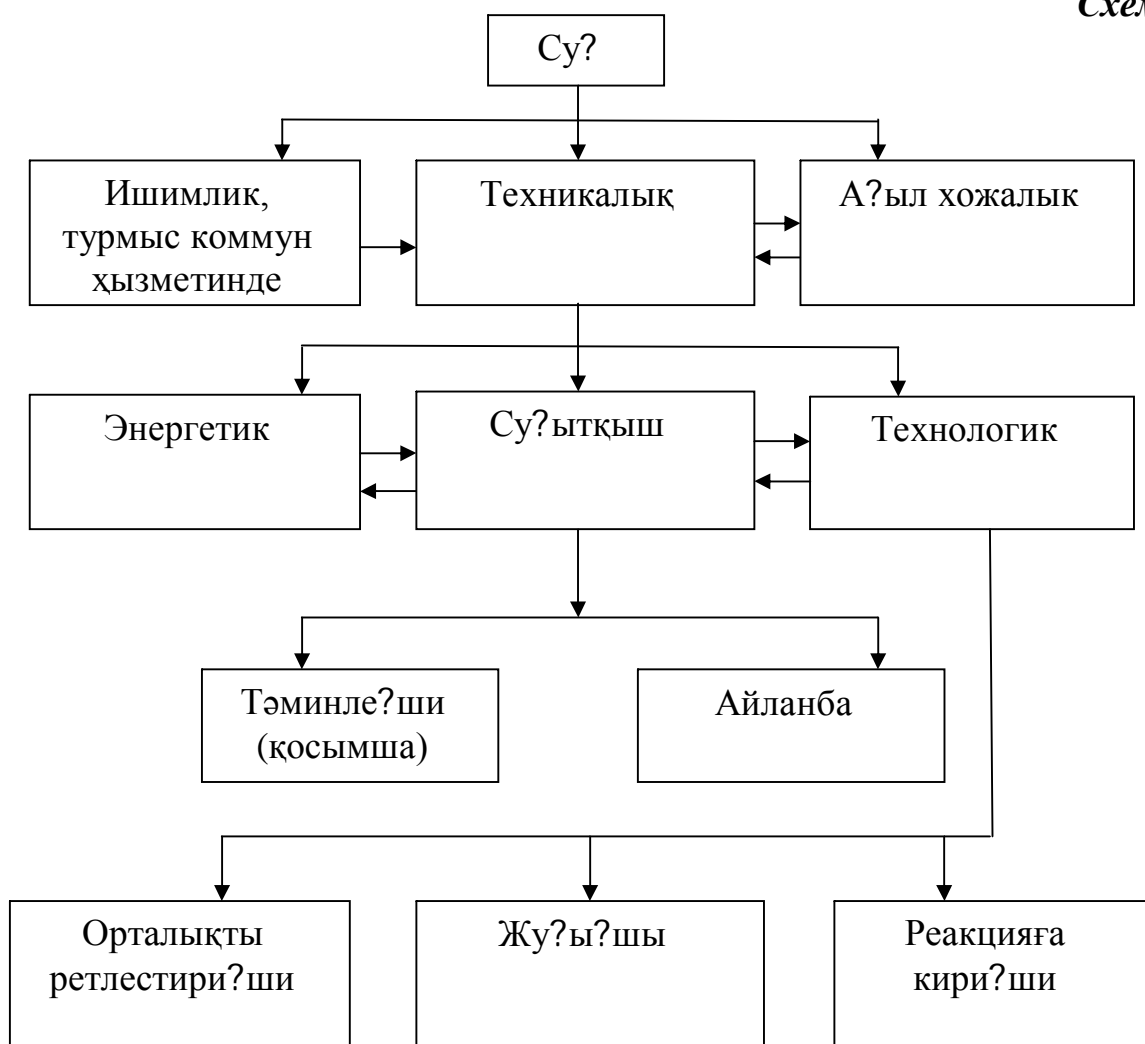 Схем
Су?
Ишимлик,
турмыс коммун
ҳызметинде
Техникалық
А?ыл хожалык
Энергетик
Су?ытқыш
Технологик
Тәминле?ши
(қосымша)
Айланба
Орталықты
ретлестири?ши
Жу?ы?шы
Реакцияға
кири?ши